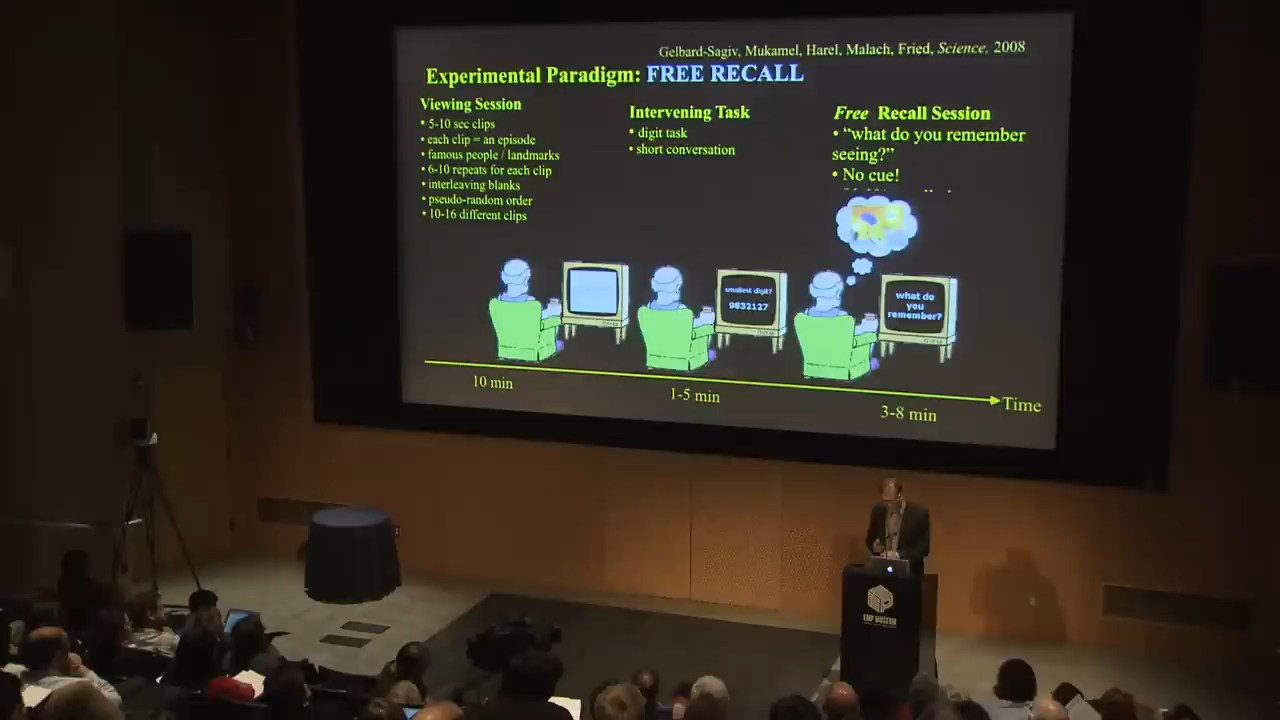 Gelbard-Sagiv, Mukamel, Harel, Malach, Fried, Science, 2008
Experimental Paradigm: FREE RECALL
Viewing Session
• 5-10 sec clips
• each clip = an episode
• famous people / landmarks
• 6-10 repeats for each clip
• interleaving blanks
• pseudo-random order
• 10-16 different clips
Intervening Task
• digit task
• short conversation
Free Recall Session
• “what do you remember
seeing?”
• No cue!
smallest digit?
9832127
what do
you
remember?
10 min
1-5 min
3-8 min
Time
EMP MUSEUM